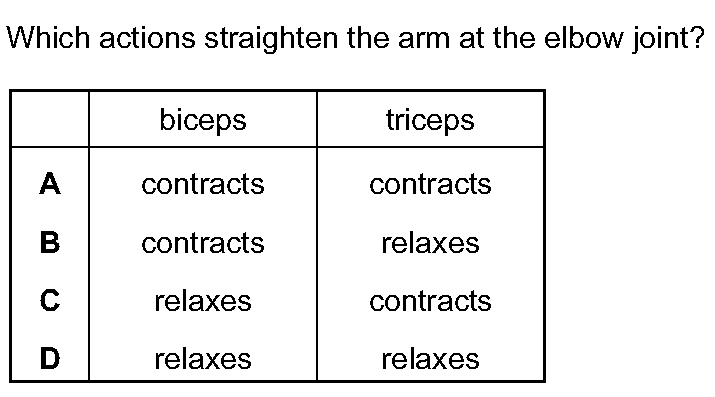 Which actions straighten the arm at the elbow joint?
biceps triceps
A contracts contracts
B contracts relaxes
C relaxes contracts
D relaxes relaxes